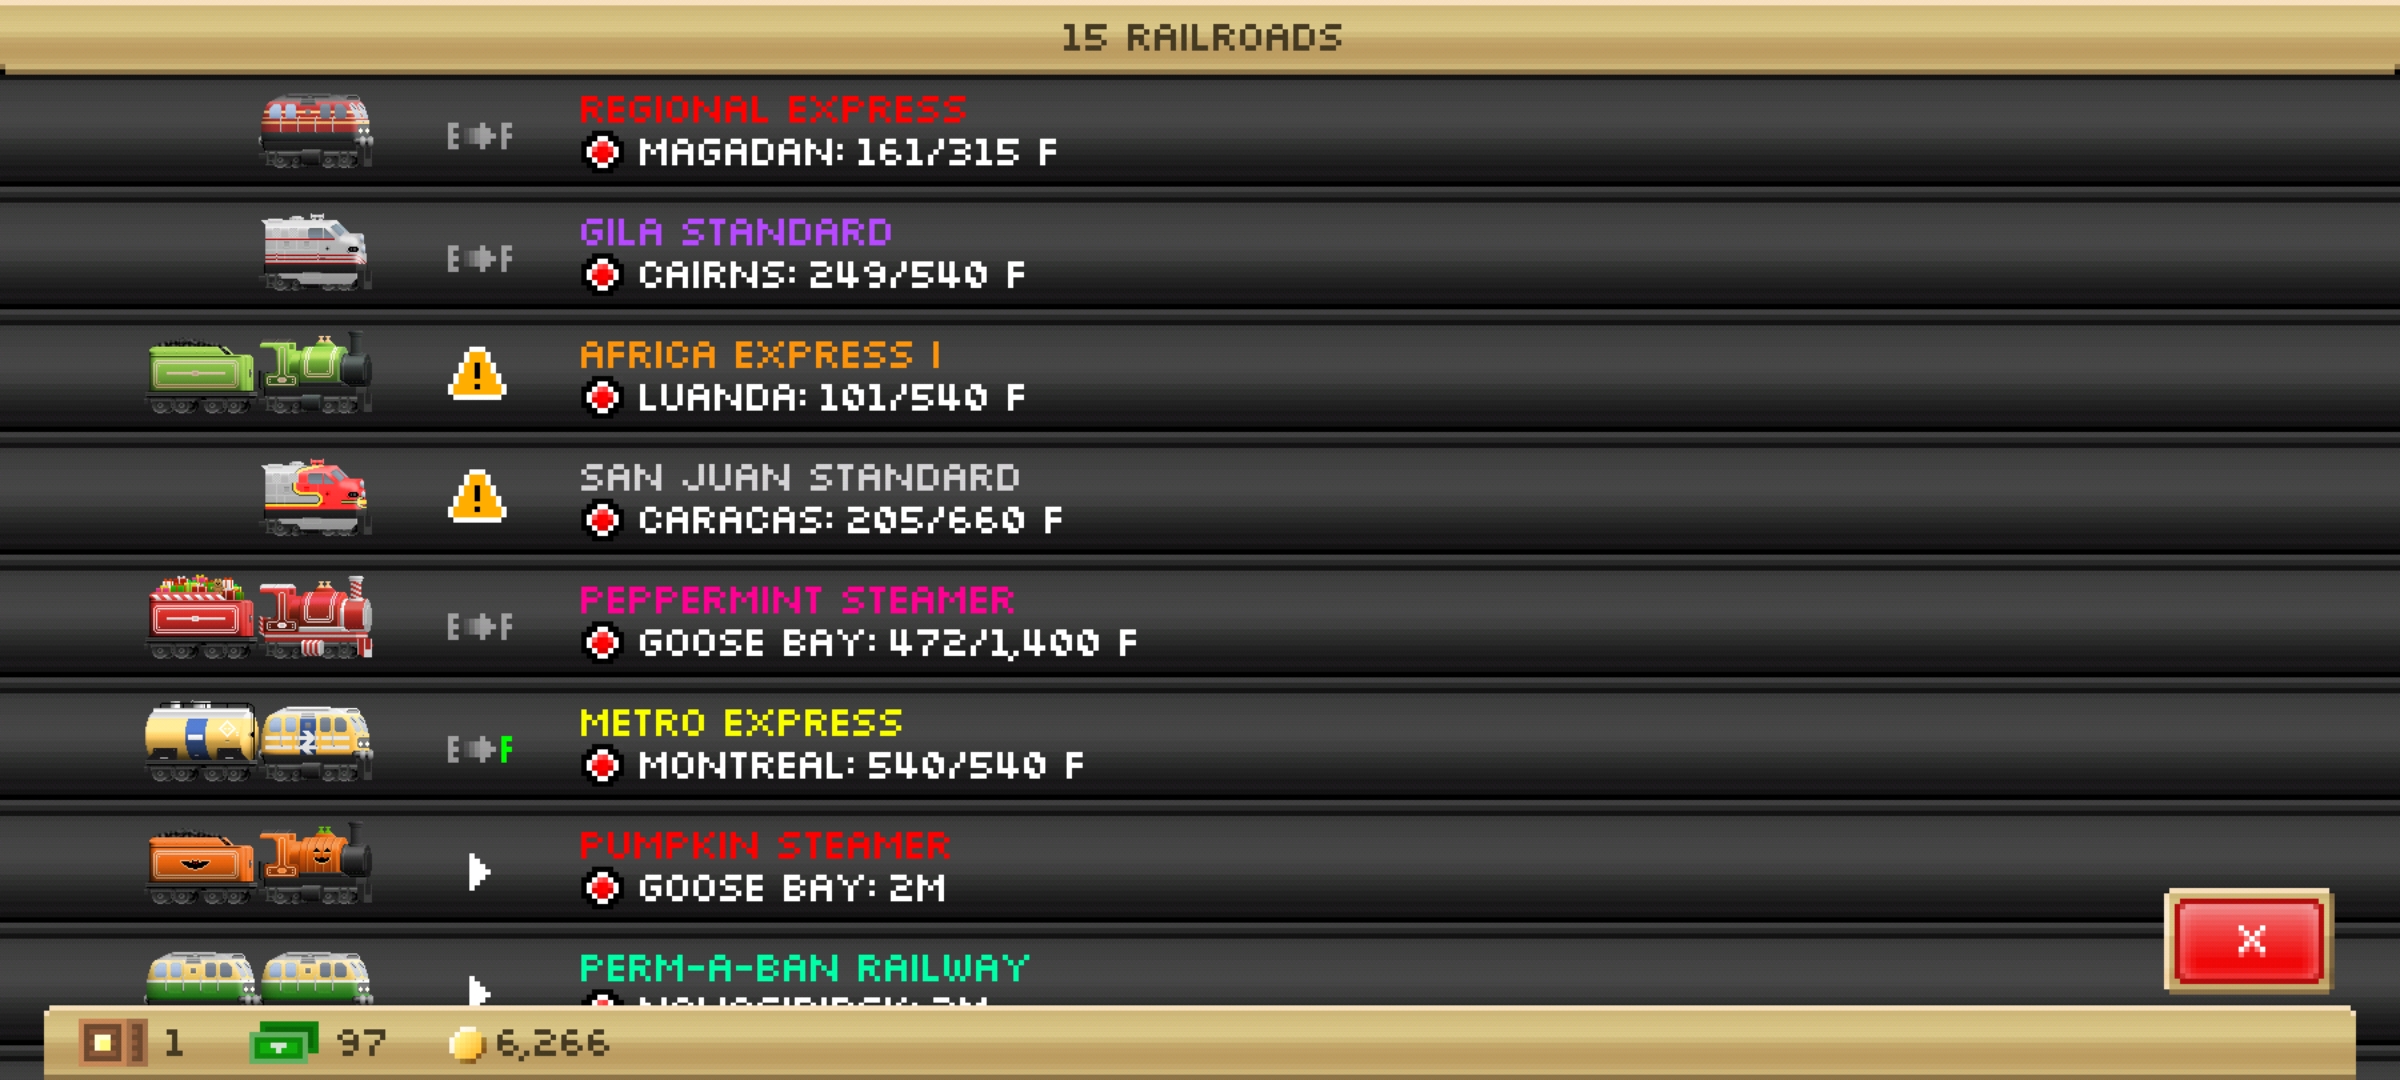 15 RAILROADS
E F
REGIONAL EXPRESS
MAGADAN: 161/315 F
E F
GILA STANDARD
CAIRNS: 249/540 F
!
AFRICA EXPRESS I
LUANDA: 101/540 F
!
SAN JUAN STANDARD
CARACAS: 205/660 F
E F
PEPPERMINT STEAMER
GOOSE BAY: 472/1,400 F
E F
METRO EXPRESS
MONTREAL: 540/540 F
PUMPKIN STEAMER
GOOSE BAY: 2M
PERM-A-BAN RAILWAY
X
1 97 6,266